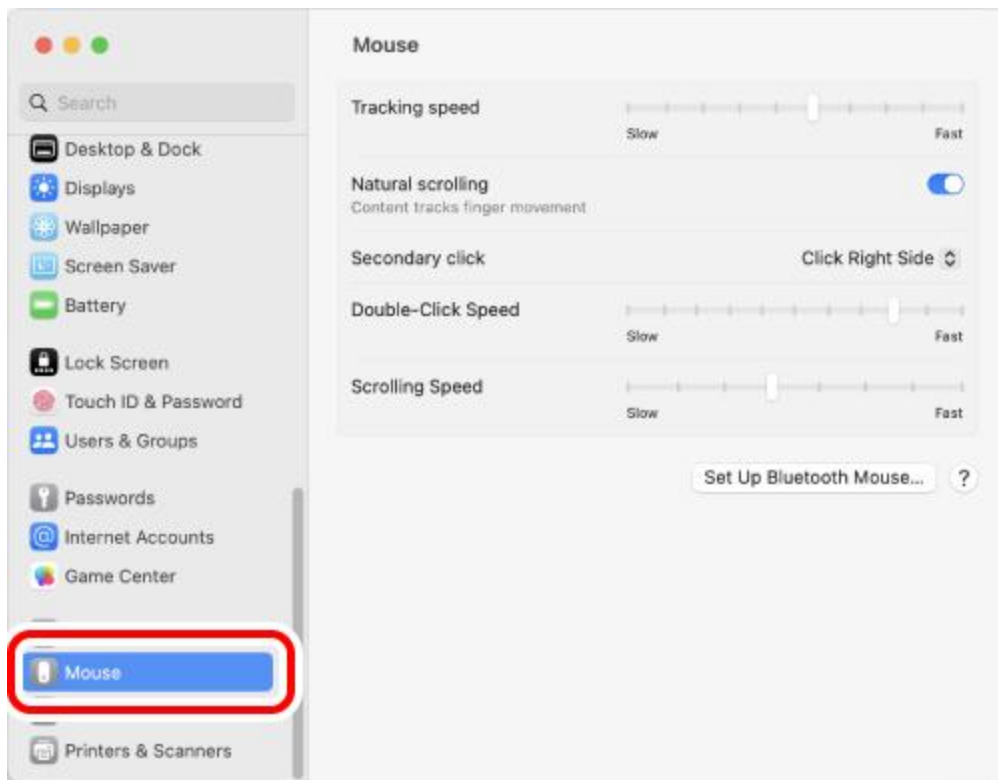 Search
Desktop & Dock
Displays
Wallpaper
Screen Saver
Battery
Lock Screen
Touch ID & Password
Users & Groups
Passwords
Internet Accounts
Game Center
Mouse
Printers & Scanners
Mouse
Tracking speed
Slow Fast
Natural scrolling
Content tracks finger movement
Secondary click Click Right Side
Double-Click Speed
Slow Fast
Scrolling Speed
Slow Fast
Set Up Bluetooth Mouse... ?